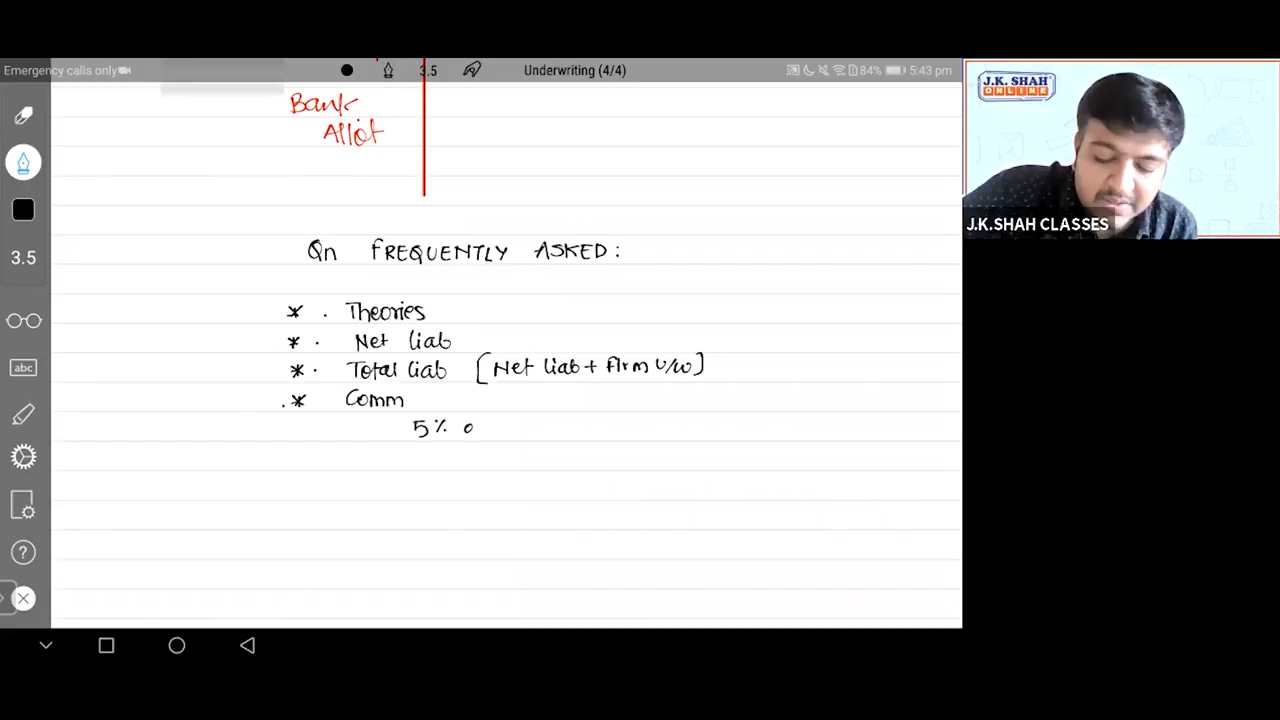 Emergency calls only
3.5
Underwriting (4/4)
84%
5:43 pm
J.K. SHAH
ONLINE
Bank
Allot
J.K.SHAH CLASSES
3.5
Qn FREQUENTLY ASKED:
* . Theories
* . Net liab
abc
* . Total liab [Net liab + firm u/w]
. * Comm
5% o
?